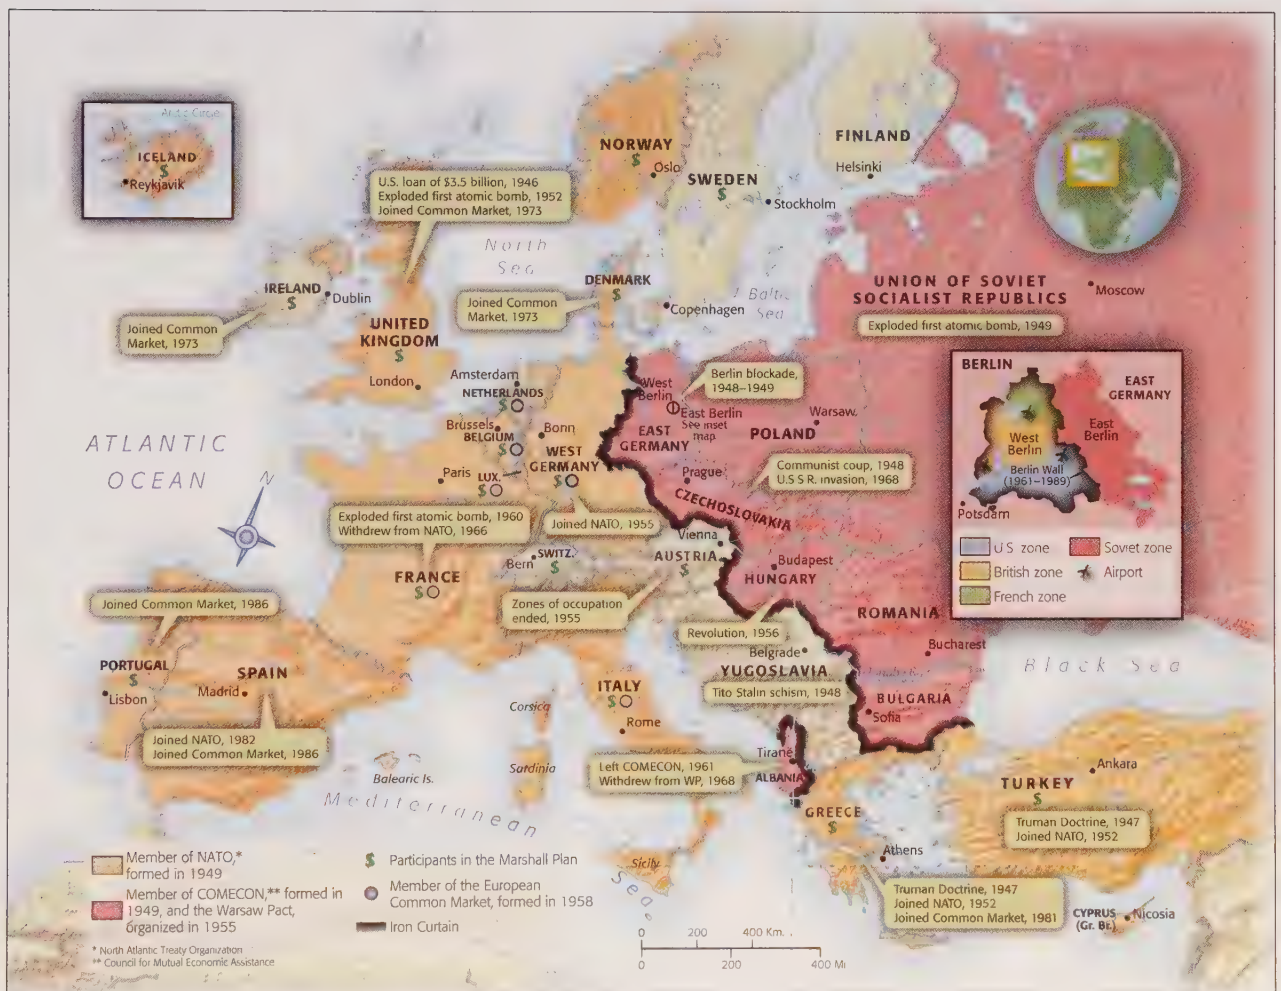 Arctic Circle
ICELAND
$
Reykjavik
U.S. loan of $3.5 billion, 1946
Exploded first atomic bomb, 1952
Joined Common Market, 1973
NORWAY
$
Oslo
SWEDEN
$
Stockholm
FINLAND
Helsinki
North
Sea
IRELAND
$
Dublin
Joined Common
Market, 1973
UNITED
KINGDOM
$
London
DENMARK
$
Joined Common
Market, 1973
Copenhagen
Baltic
Sea
UNION OF SOVIET
SOCIALIST REPUBLICS
Moscow
Exploded first atomic bomb, 1949
Amsterdam
NETHERLANDS
$
Brussels
BELGIUM
$
Bonn
WEST
GERMANY
$
Paris
LUX.
$
West
Berlin
East Berlin
See inset
map
EAST
GERMANY
Berlin blockade,
1948–1949
Warsaw
POLAND
Prague
CZECHOSLOVAKIA
Communist coup, 1948
U.S S R. invasion, 1968
BERLIN
EAST
GERMANY
West
Berlin
East
Berlin
Berlin Wall
(1961–1989)
Potsdam
U S zone
Soviet zone
British zone
Airport
French zone
ATLANTIC
OCEAN
N
Exploded first atomic bomb, 1960
Withdrew from NATO, 1966
FRANCE
$
Joined NATO, 1955
Bern
SWITZ.
$
Vienna
AUSTRIA
$
Zones of occupation
ended, 1955
Budapest
HUNGARY
Revolution, 1956
Belgrade
YUGOSLAVIA
Tito Stalin schism, 1948
ROMANIA
Bucharest
BULGARIA
Sofia
Black Sea
Joined Common Market, 1986
PORTUGAL
$
Lisbon
SPAIN
Madrid
Joined NATO, 1982
Joined Common Market, 1986
Balearic Is.
Corsica
Sardinia
ITALY
$
Rome
Sicily
Mediterranean
Sea
Tirane
ALBANIA
Left COMECON, 1961
Withdrew from WP, 1968
GREECE
$
Athens
Truman Doctrine, 1947
Joined NATO, 1952
Joined Common Market, 1981
TURKEY
$
Ankara
Truman Doctrine, 1947
Joined NATO, 1952
CYPRUS
(Gr. Br.)
Nicosia
Member of NATO,*
formed in 1949
Member of COMECON,** formed in
1949, and the Warsaw Pact,
organized in 1955
* North Atlantic Treaty Organization
** Council for Mutual Economic Assistance
$ Participants in the Marshall Plan
Member of the European
Common Market, formed in 1958
Iron Curtain
0 200 400 Km.
0 200 400 Mi